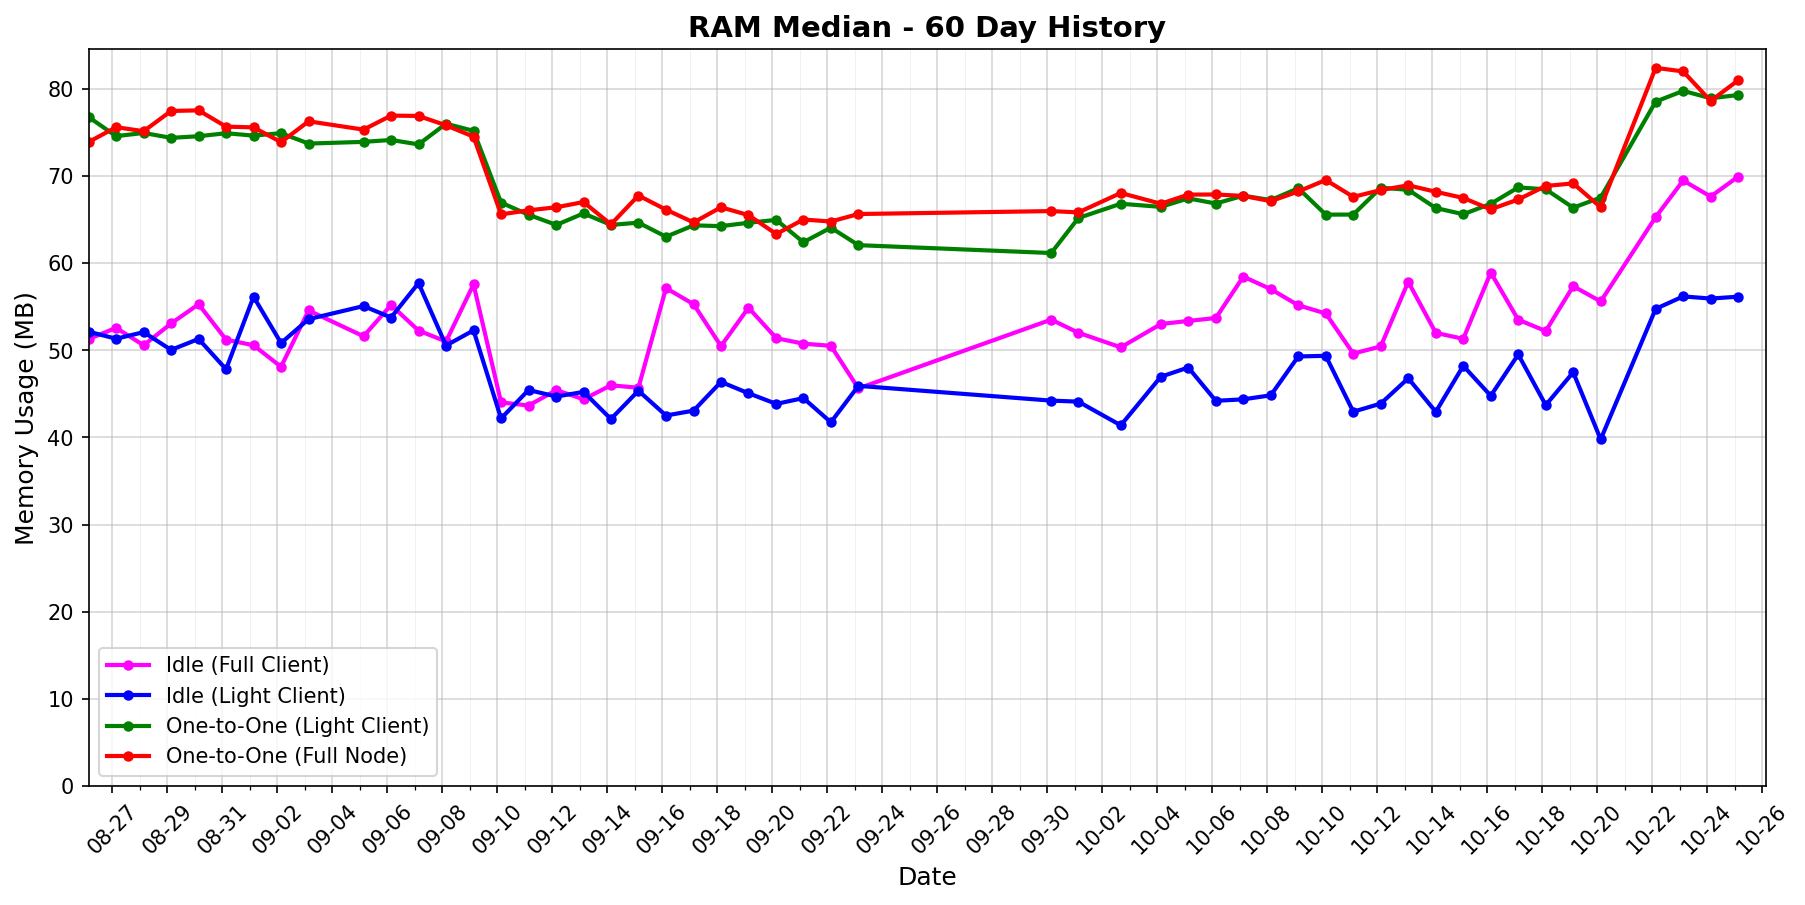 RAM Median - 60 Day History
Memory Usage (MB)
80
70
60
50
40
30
20
10
0
Idle (Full Client)
Idle (Light Client)
One-to-One (Light Client)
One-to-One (Full Node)
08-27 08-29 08-31 09-02 09-04 09-06 09-08 09-10 09-12 09-14 09-16 09-18 09-20 09-22 09-24 09-26 09-28 09-30 10-02 10-04 10-06 10-08 10-10 10-12 10-14 10-16 10-18 10-20 10-22 10-24 10-26
Date